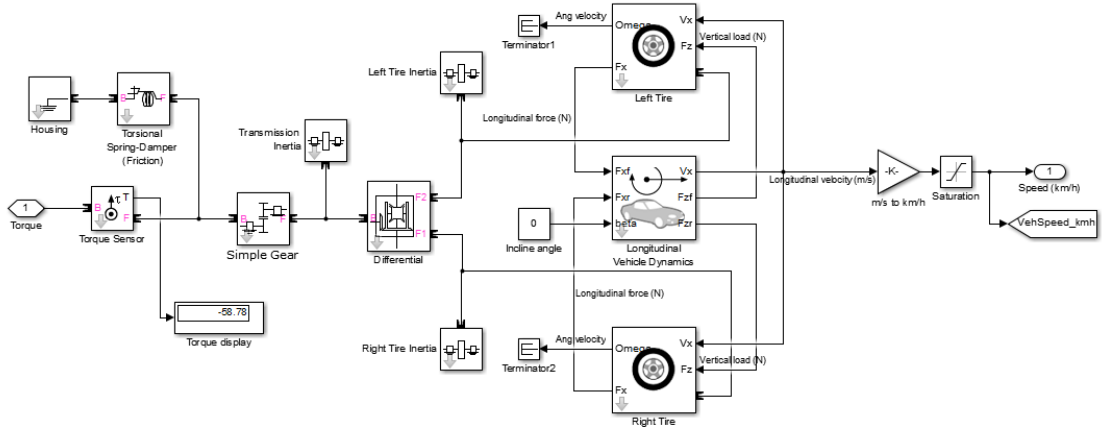 Ang velocity
Omega
Vx
Vertical load (N)
Terminator1
Fz
Left Tire Inertia
Fx
Left Tire
B
F
Housing
Torsional
Spring-Damper
(Friction)
Longitudinal force (N)
Transmission
Inertia
1
Torque
B
T
F
Torque Sensor
B
F
Simple Gear
B
F2
F1
Differential
0
Incline angle
Fxf
Fxr
beta
Vx
Fzf
Fzr
Longitudinal
Vehicle Dynamics
Longitudinal velocity (m/s)
-K-
m/s to km/h
Saturation
1
Speed (km/h)
VehSpeed_kmh
Longitudinal force (N)
-58.78
Torque display
Right Tire Inertia
Ang velocity
Terminator2
Omega
Vx
Vertical load (N)
Fz
Fx
Right Tire